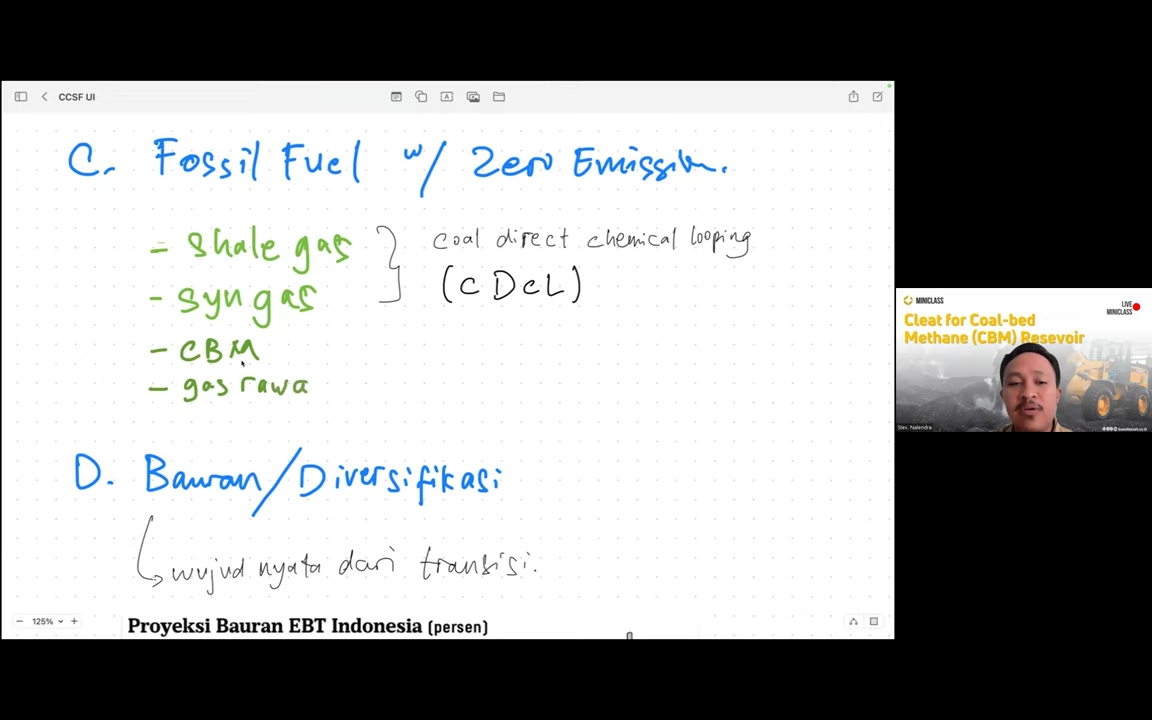 CCSF UI
C. Fossil Fuel w/ Zero Emission.
- Shale gas
- syngas
- CBM
- gas rawa
coal direct chemical looping
(CDCL)
D. Bauran/Diversifikasi
wujud nyata dari transisi.
125%
Proyeksi Bauran EBT Indonesia (persen)
MINICLASS
LIVE
MINICLASS
Cleat for Coal-bed
Methane (CBM) Resevoir
Stev. Nalendra